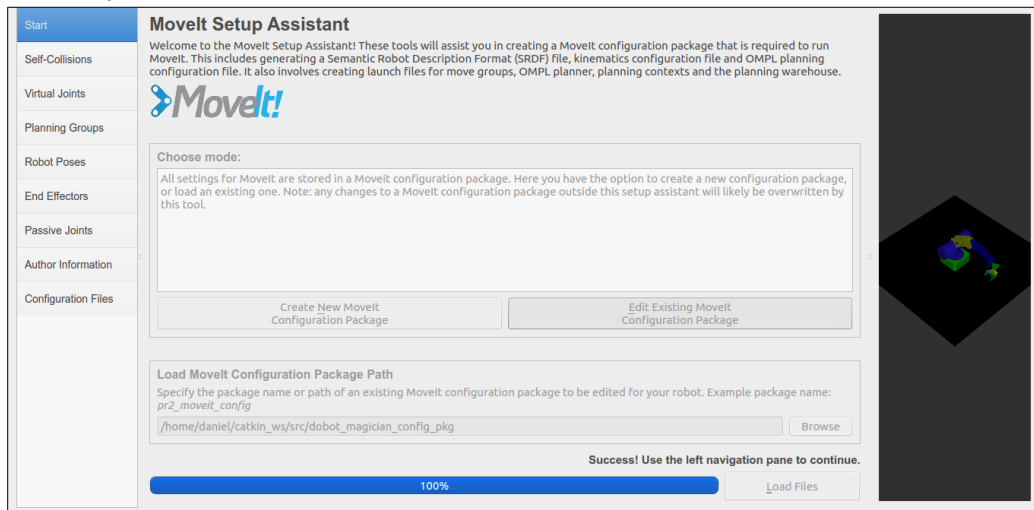 Start
Self-Collisions
Virtual Joints
Planning Groups
Robot Poses
End Effectors
Passive Joints
Author Information
Configuration Files
MoveIt Setup Assistant
Welcome to the MoveIt Setup Assistant! These tools will assist you in creating a MoveIt configuration package that is required to run
MoveIt. This includes generating a Semantic Robot Description Format (SRDF) file, kinematics configuration file and OMPL planning
configuration file. It also involves creating launch files for move groups, OMPL planner, planning contexts and the planning warehouse.
MoveIt!
Choose mode:
All settings for MoveIt are stored in a Moveit configuration package. Here you have the option to create a new configuration package,
or load an existing one. Note: any changes to a MoveIt configuration package outside this setup assistant will likely be overwritten by
this tool.
Create New MoveIt
Configuration Package
Edit Existing MoveIt
Configuration Package
Load MoveIt Configuration Package Path
Specify the package name or path of an existing MoveIt configuration package to be edited for your robot. Example package name:
pr2_moveit_config
/home/daniel/catkin_ws/src/dobot_magician_config_pkg
Browse
Success! Use the left navigation pane to continue.
100%
Load Files